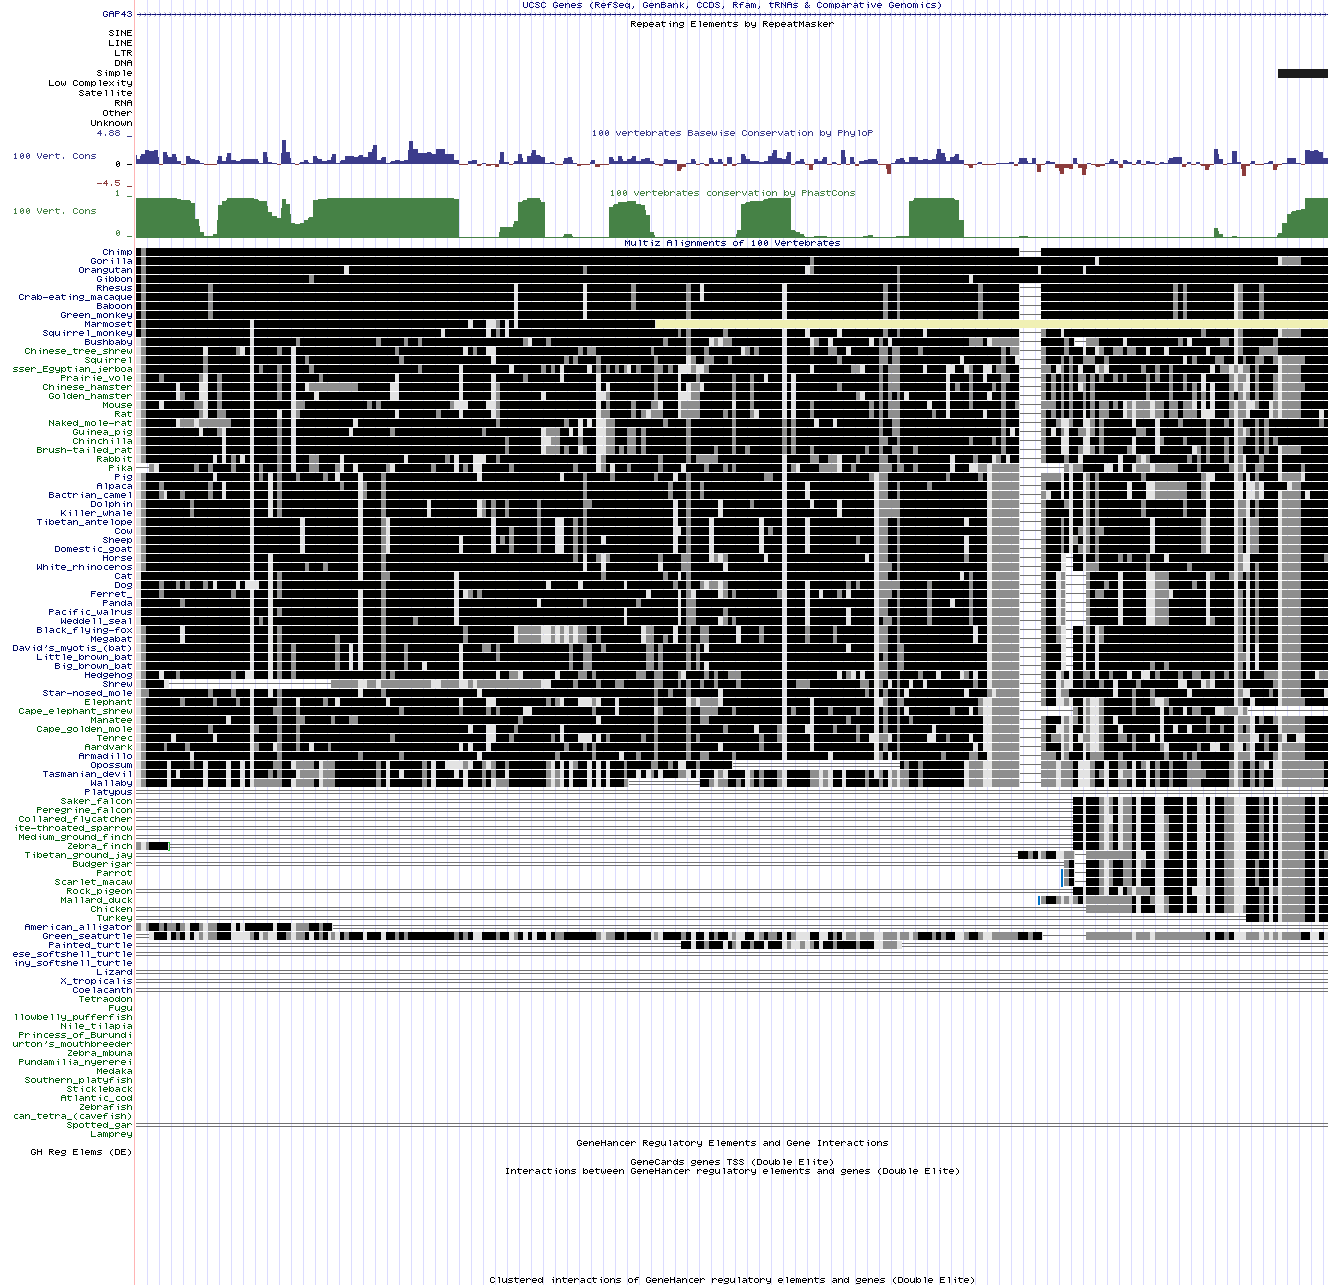 UCSC Genes (RefSeq, GenBank, CCDS, Rfam, tRNAs & Comparative Genomics)
GAP43
Repeating Elements by RepeatMasker
SINE
LINE
LTR
DNA
Simple
Low Complexity
Satellite
RNA
Other
Unknown
4.88 _
100 vertebrates Basewise Conservation by PhyloP
100 Vert. Cons
0 -
-4.5 _
1 _
100 vertebrates conservation by PhastCons
100 Vert. Cons
0 _
Multiz Alignments of 100 Vertebrates
Chimp
Gorilla
Orangutan
Gibbon
Rhesus
Crab-eating_macaque
Baboon
Green_monkey
Marmoset
Squirrel_monkey
Bushbaby
Chinese_tree_shrew
Squirrel
sser_Egyptian_jerboa
Prairie_vole
Chinese_hamster
Golden_hamster
Mouse
Rat
Naked_mole-rat
Guinea_pig
Chinchilla
Brush-tailed_rat
Rabbit
Pika
Pig
Alpaca
Bactrian_camel
Dolphin
Killer_whale
Tibetan_antelope
Cow
Sheep
Domestic_goat
Horse
White_rhinoceros
Cat
Dog
Ferret_
Panda
Pacific_walrus
Weddell_seal
Black_flying-fox
Megabat
David's_myotis_(bat)
Little_brown_bat
Big_brown_bat
Hedgehog
Shrew
Star-nosed_mole
Elephant
Cape_elephant_shrew
Manatee
Cape_golden_mole
Tenrec
Aardvark
Armadillo
Opossum
Tasmanian_devil
Wallaby
Platypus
Saker_falcon
Peregrine_falcon
Collared_flycatcher
ite-throated_sparrow
Medium_ground_finch
Zebra_finch
Tibetan_ground_jay
Budgerigar
Parrot
Scarlet_macaw
Rock_pigeon
Mallard_duck
Chicken
Turkey
American_alligator
Green_seaturtle
Painted_turtle
ese_softshell_turtle
iny_softshell_turtle
Lizard
X_tropicalis
Coelacanth
Tetraodon
Fugu
llowbelly_pufferfish
Nile_tilapia
Princess_of_Burundi
urton's_mouthbreeder
Zebra_mbuna
Pundamilia_nyererei
Medaka
Southern_platyfish
Stickleback
Atlantic_cod
Zebrafish
can_tetra_(cavefish)
Spotted_gar
Lamprey
GeneHancer Regulatory Elements and Gene Interactions
GH Reg Elems (DE)
GeneCards genes TSS (Double Elite)
Interactions between GeneHancer regulatory elements and genes (Double Elite)
Clustered interactions of GeneHancer regulatory elements and genes (Double Elite)